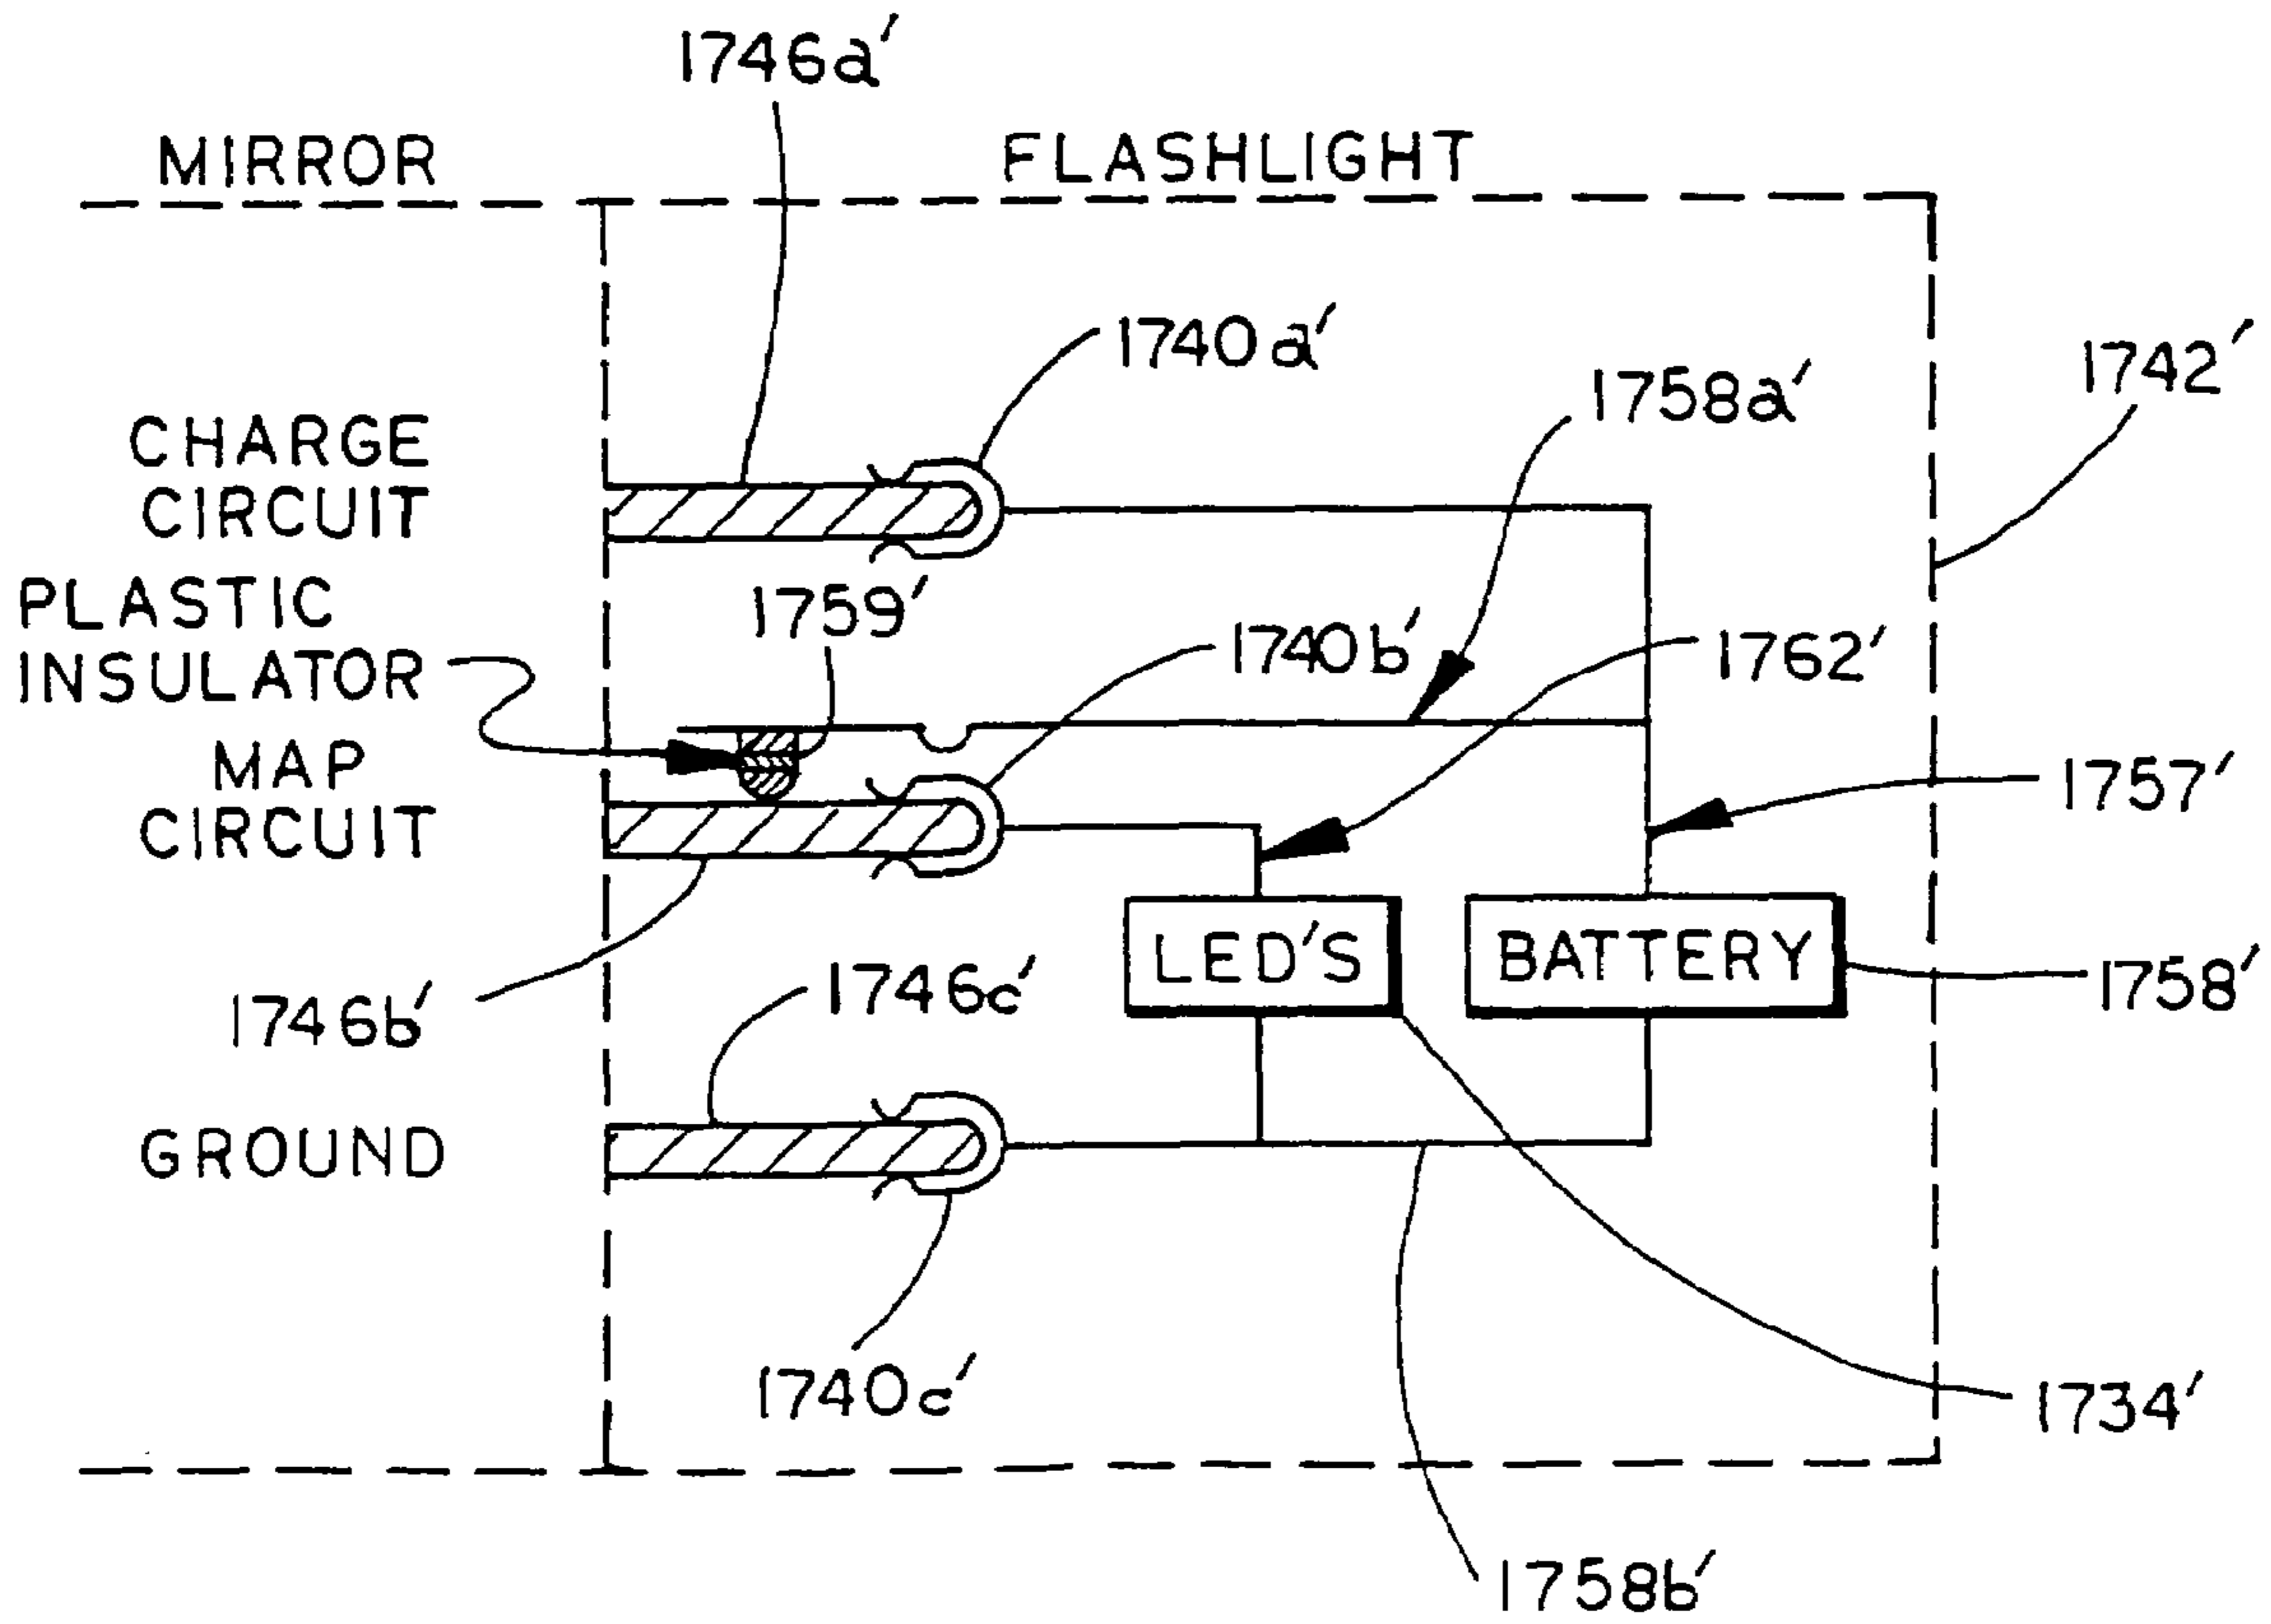 1746a'
MIRROR
FLASHLIGHT
1740a'
1742'
1758a'
CHARGE
CIRCUIT
PLASTIC
INSULATOR
1759'
1740b'
1762'
MAP
CIRCUIT
1757'
LED'S
BATTERY
1758'
1746b'
1746c'
GROUND
1740c'
1734'
1758b'